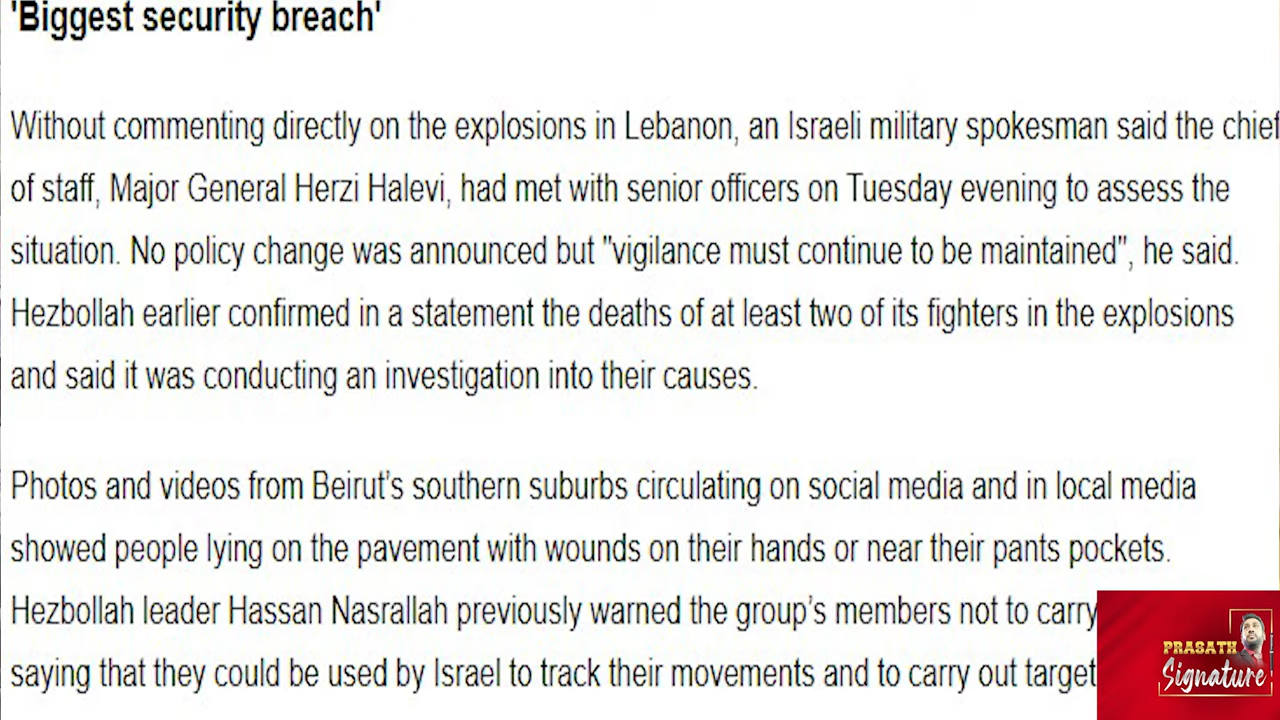 'Biggest security breach'
Without commenting directly on the explosions in Lebanon, an Israeli military spokesman said the chief
of staff, Major General Herzi Halevi, had met with senior officers on Tuesday evening to assess the
situation. No policy change was announced but "vigilance must continue to be maintained", he said.
Hezbollah earlier confirmed in a statement the deaths of at least two of its fighters in the explosions
and said it was conducting an investigation into their causes.
Photos and videos from Beirut's southern suburbs circulating on social media and in local media
showed people lying on the pavement with wounds on their hands or near their pants pockets.
Hezbollah leader Hassan Nasrallah previously warned the group's members not to carry
saying that they could be used by Israel to track their movements and to carry out target
PRASATH
Signature